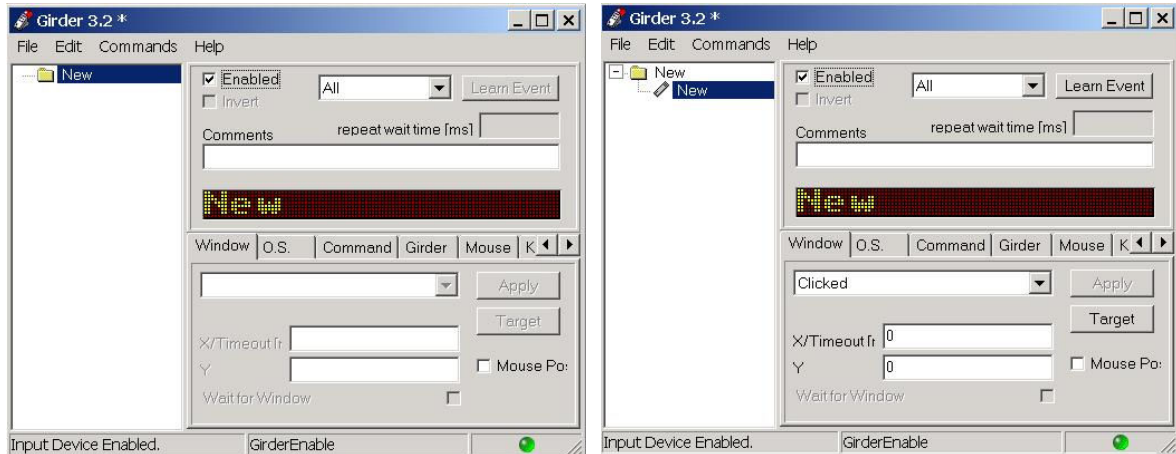 Girder 3.2 *
File Edit Commands Help
New
Enabled
Invert
All
Learn Event
Comments
repeat wait time [ms]
New
Window O.S. Command Girder Mouse K
Apply
Target
X/Timeout [r
Y
Mouse Po
Wait for Window
Input Device Enabled. GirderEnable
Girder 3.2 *
File Edit Commands Help
New
New
Enabled
Invert
All
Learn Event
Comments
repeat wait time [ms]
New
Window O.S. Command Girder Mouse K
Clicked
Apply
Target
X/Timeout [r 0
Y 0
Mouse Po
Wait for Window
Input Device Enabled. GirderEnable